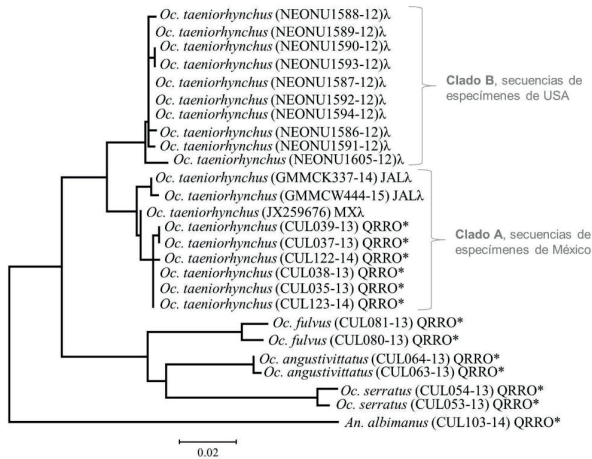 Oc. taeniorhynchus (NEONU1588-12)λ
Oc. taeniorhynchus (NEONU1589-12)λ
Oc. taeniorhynchus (NEONU1590-12)λ
Oc. taeniorhynchus (NEONU1593-12)λ
Oc. taeniorhynchus (NEONU1587-12)λ
Oc. taeniorhynchus (NEONU1592-12)λ
Oc. taeniorhynchus (NEONU1594-12)λ
Oc. taeniorhynchus (NEONU1586-12)λ
Oc. taeniorhynchus (NEONU1591-12)λ
Oc. taeniorhynchus (NEONU1605-12)λ
Clado B, secuencias de
especímenes de USA
Oc. taeniorhynchus (GMMCK337-14) JALλ
Oc. taeniorhynchus (GMMCW444-15) JALλ
Oc. taeniorhynchus (JX259676) MXλ
Oc. taeniorhynchus (CUL039-13) QRRO*
Oc. taeniorhynchus (CUL037-13) QRRO*
Oc. taeniorhynchus (CUL122-14) QRRO*
Oc. taeniorhynchus (CUL038-13) QRRO*
Oc. taeniorhynchus (CUL035-13) QRRO*
Oc. taeniorhynchus (CUL123-14) QRRO*
Clado A, secuencias de
especímenes de México
Oc. fulvus (CUL081-13) QRRO*
Oc. fulvus (CUL080-13) QRRO*
Oc. angustivittatus (CUL064-13) QRRO*
Oc. angustivittatus (CUL063-13) QRRO*
Oc. serratus (CUL054-13) QRRO*
Oc. serratus (CUL053-13) QRRO*
An. albimanus (CUL103-14) QRRO*
0.02